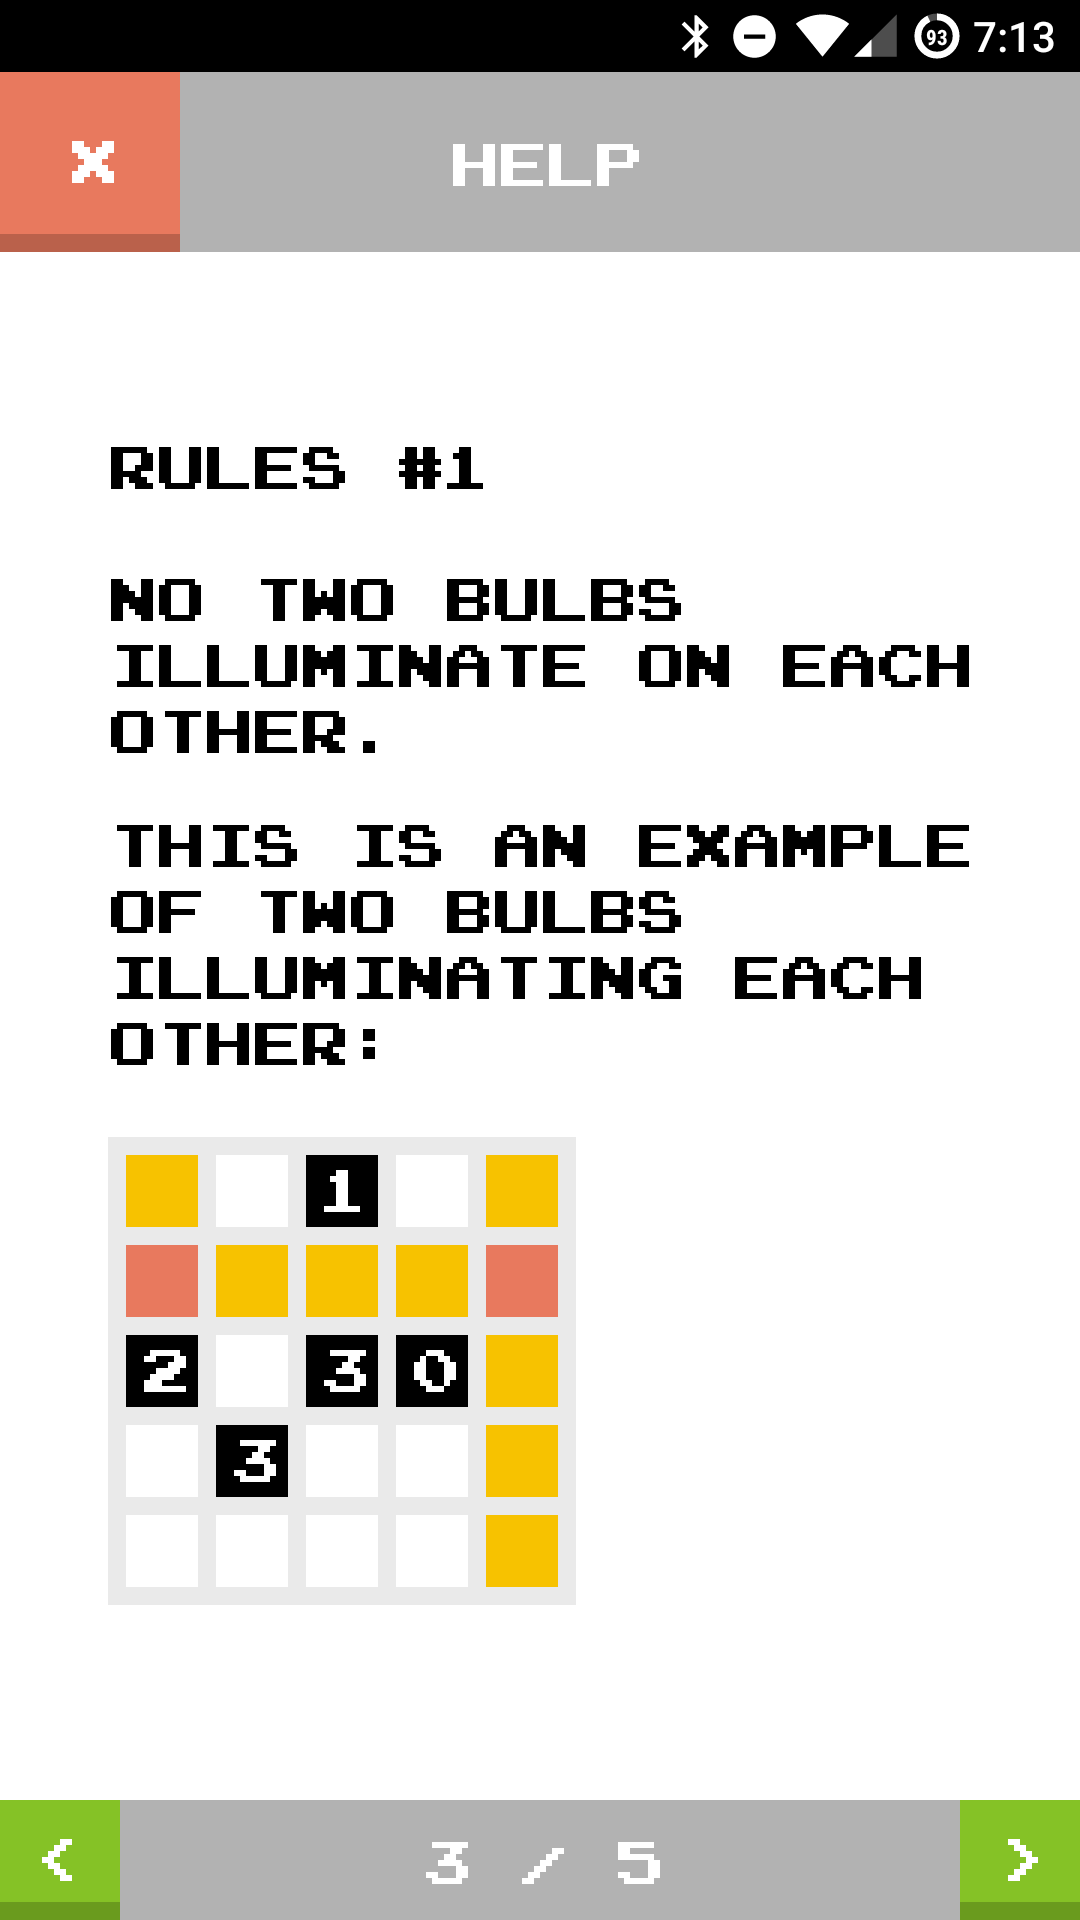 93 7:13
HELP
RULES #1
NO TWO BULBS
ILLUMINATE ON EACH
OTHER.
THIS IS AN EXAMPLE
OF TWO BULBS
ILLUMINATING EACH
OTHER:
1
2 3 0
3
3 / 5